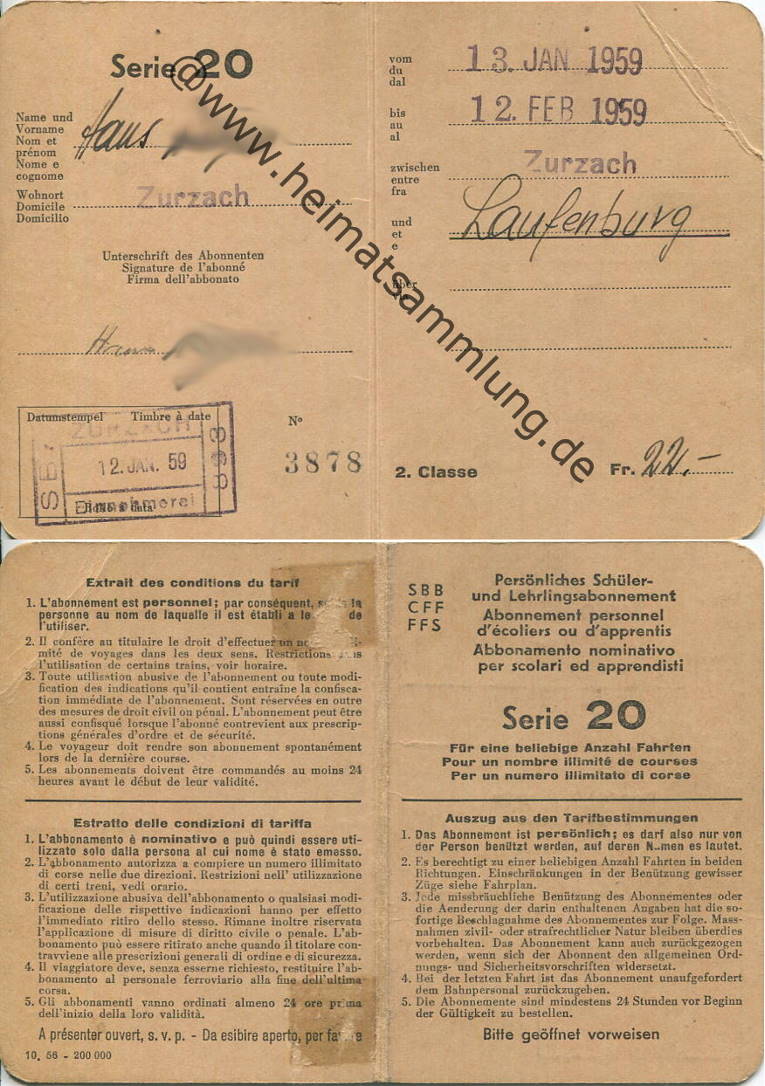 Serie 20
Name und
Vorname
Nom et
prénom
Nome e
cognome
Hans
Wohnort
Domicile
Domicilio
Zurzach
Unterschrift des Abonnenten
Signature de l'abonné
Firma dell'abbonato
Hans
Datumstempel Timbre à date
ZURZACH
SBB
12. JAN. 59
Einnehmerei
Nº
3878
vom
du
dal
13. JAN 1959
bis
au
al
12. FEB 1959
zwischen
entre
fra
Zurzach
und
et
e
Laufenburg
über
2. Classe
Fr. 22.-
@www.heimatsammlung.de
Extrait des conditions du tarif
1. L'abonnement est personnel; par conséquent, la
personne au nom de laquelle il est établi a le de
l'utiliser.
2. Il confère au titulaire le droit d'effectuer un
mité de voyages dans les deux sens. Restrictions dans
l'utilisation de certains trains, voir horaire.
3. Toute utilisation abusive de l'abonnement ou toute modi-
fication des indications qu'il contient entraîne la confisca-
tion immédiate de l'abonnement. Sont réservées en outre
des mesures de droit civil ou pénal. L'abonnement peut être
aussi confisqué lorsque l'abonné contrevient aux prescrip-
tions générales d'ordre et de sécurité.
4. Le voyageur doit rendre son abonnement spontanément
lors de la dernière course.
5. Les abonnements doivent être commandés au moins 24
heures avant le début de leur validité.
Estratto delle condizioni di tariffa
1. L'abbonamento è nominativo e può quindi essere uti-
lizzato solo dalla persona al cui nome è stato emesso.
2. L'abbonamento autorizza a compiere un numero illimitato
di corse nelle due direzioni. Restrizioni nell' utilizzazione
di certi treni, vedi orario.
3. L'utilizzazione abusiva dell'abbonamento o qualsiasi modi-
ficazione delle rispettive indicazioni hanno per effetto
l'immediato ritiro dello stesso. Rimane inoltre riservata
l'applicazione di misure di diritto civile o penale. L'ab-
bonamento può essere ritirato anche quando il titolare con-
travviene alle prescrizioni generali di ordine e di sicurezza.
4. Il viaggiatore deve, senza esserne richiesto, restituire l'ab-
bonamento al personale ferroviario alla fine dell'ultima
corsa.
5. Gli abbonamenti vanno ordinati almeno 24 ore prima
dell'inizio della loro validità.
A présenter ouvert, s. v. p. - Da esibire aperto, per favore
10. 56 - 200 000
SBB
CFF
FFS
Persönliches Schüler-
und Lehrlingsabonnement
Abonnement personnel
d'écoliers ou d'apprentis
Abbonamento nominativo
per scolari ed apprendisti
Serie 20
Für eine beliebige Anzahl Fahrten
Pour un nombre illimité de courses
Per un numero illimitato di corse
Auszug aus den Tarifbestimmungen
1. Das Abonnement ist persönlich; es darf also nur von
der Person benützt werden, auf deren Namen es lautet.
2. Es berechtigt zu einer beliebigen Anzahl Fahrten in beiden
Richtungen. Einschränkungen in der Benützung gewisser
Züge siehe Fahrplan.
3. Jede missbräuchliche Benützung des Abonnementes oder
die Aenderung der darin enthaltenen Angaben hat die so-
fortige Beschlagnahme des Abonnementes zur Folge. Mass-
nahmen zivil- oder strafrechtlicher Natur bleiben überdies
vorbehalten. Das Abonnement kann auch zurückgezogen
werden, wenn sich der Abonnent den allgemeinen Ord-
nungs- und Sicherheitsvorschriften widersetzt.
4. Bei der letzten Fahrt ist das Abonnement unaufgefordert
dem Bahnpersonal zurückzugeben.
5. Die Abonnemente sind mindestens 24 Stunden vor Beginn
der Gültigkeit zu bestellen.
Bitte geöffnet vorweisen